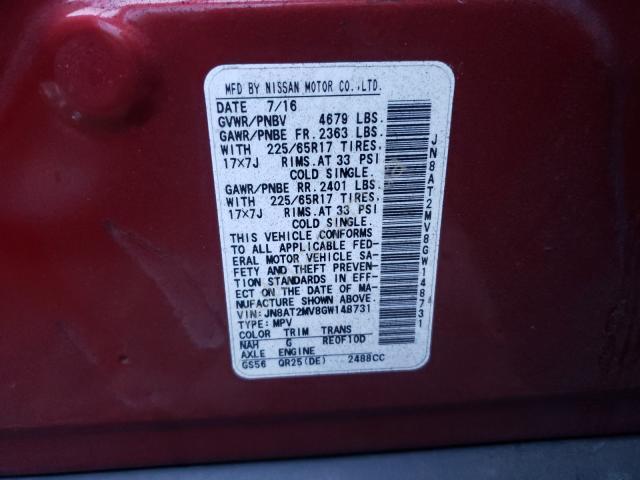 MFD BY NISSAN MOTOR CO.,LTD.
DATE 7/16
GVWR/PNBV 4679 LBS.
GAWR/PNBE FR. 2363 LBS.
WITH 225/65R17 TIRES.
17×7J RIMS. AT 33 PSI
COLD SINGLE.
GAWR/PNBE RR. 2401 LBS.
WITH 225/65R17 TIRES.
17×7J RIMS. AT 33 PSI
COLD SINGLE.
THIS VEHICLE CONFORMS
TO ALL APPLICABLE FED-
ERAL MOTOR VEHICLE SA-
FETY AND THEFT PREVEN-
TION STANDARDS IN EFF-
ECT ON THE DATE OF MA-
NUFACTURE SHOWN ABOVE.
VIN: JN8AT2MV8GW148731
TYPE: MPV
COLOR TRIM TRANS
NAH G RE0F10D
AXLE ENGINE
GS56 QR25(DE) 2488CC
JN8AT2MV8GW148731